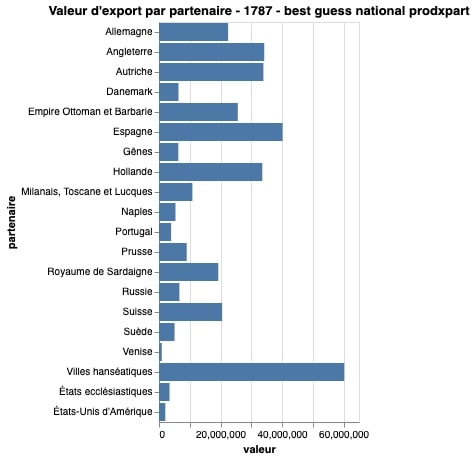 Valeur d'export par partenaire - 1787 - best guess national prodxpart
Allemagne
Angleterre
Autriche
Danemark
Empire Ottoman et Barbarie
Espagne
Gênes
Hollande
Milanais, Toscane et Lucques
Naples
Portugal
Prusse
Royaume de Sardaigne
Russie
Suisse
Suède
Venise
Villes hanséatiques
États ecclésiastiques
États-Unis d'Amérique
partenaire
0 20,000,000 40,000,000 60,000,000
valeur